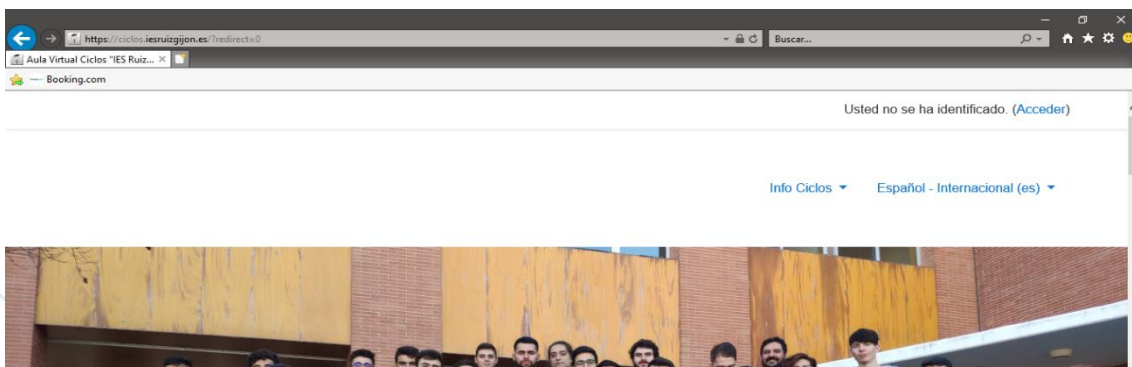 https://ciclos.iesruizgijon.es/?redirect=0
Buscar...
Aula Virtual Ciclos "IES Ruiz...
Booking.com
Usted no se ha identificado. (Acceder)
Info Ciclos
Español - Internacional (es)